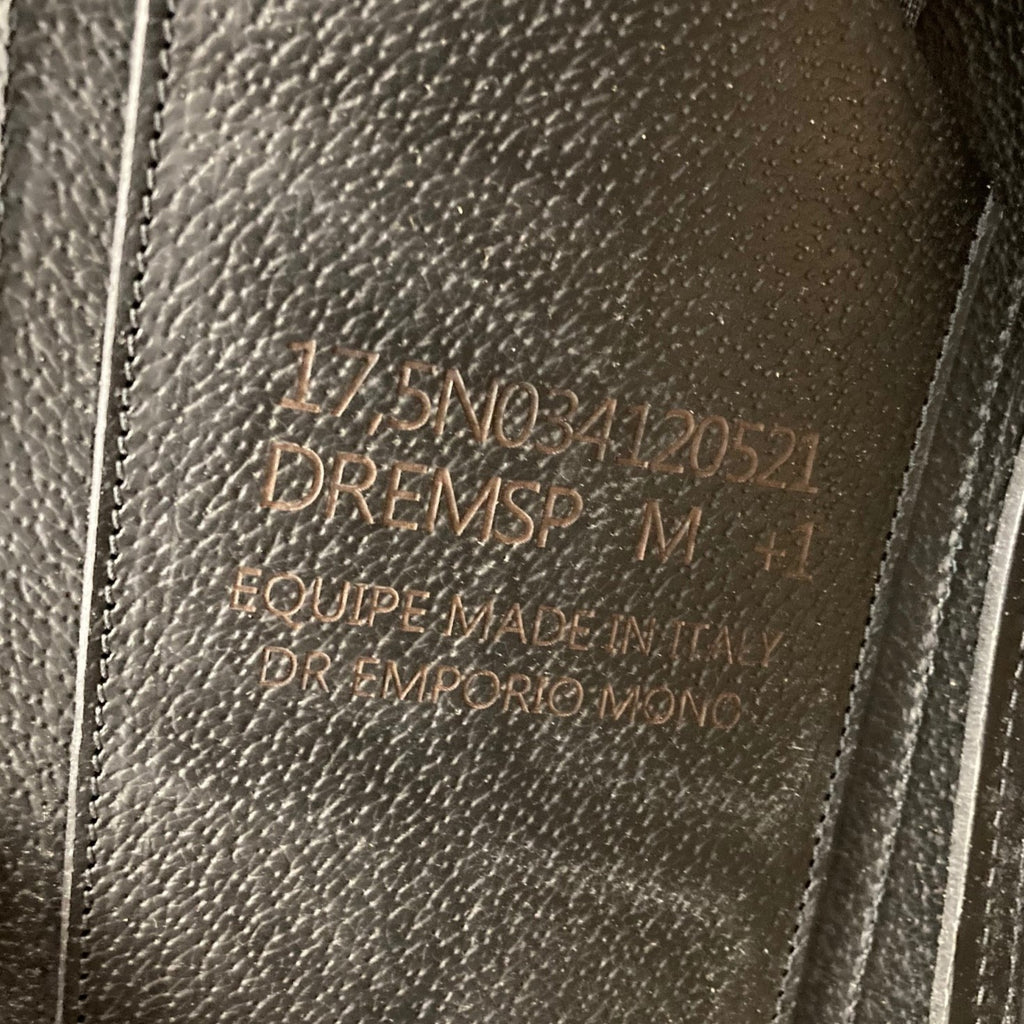 17,5N034120521
DREMSP M +1
EQUIPE MADE IN ITALY
DR EMPORIO MONO